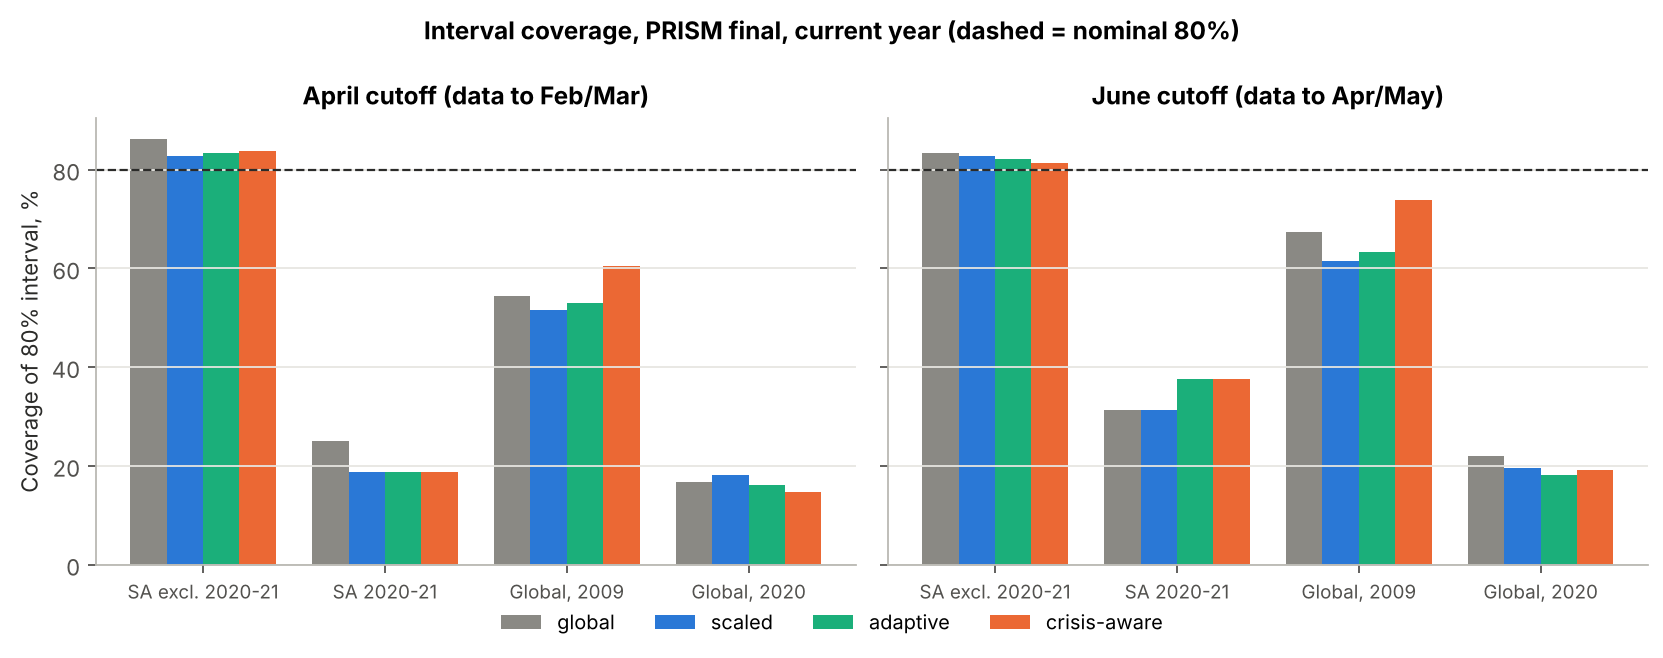 Interval coverage, PRISM final, current year (dashed = nominal 80%)
April cutoff (data to Feb/Mar)
June cutoff (data to Apr/May)
Coverage of 80% interval, %
80
60
40
20
0
SA excl. 2020-21
SA 2020-21
Global, 2009
Global, 2020
SA excl. 2020-21
SA 2020-21
Global, 2009
Global, 2020
global
scaled
adaptive
crisis-aware